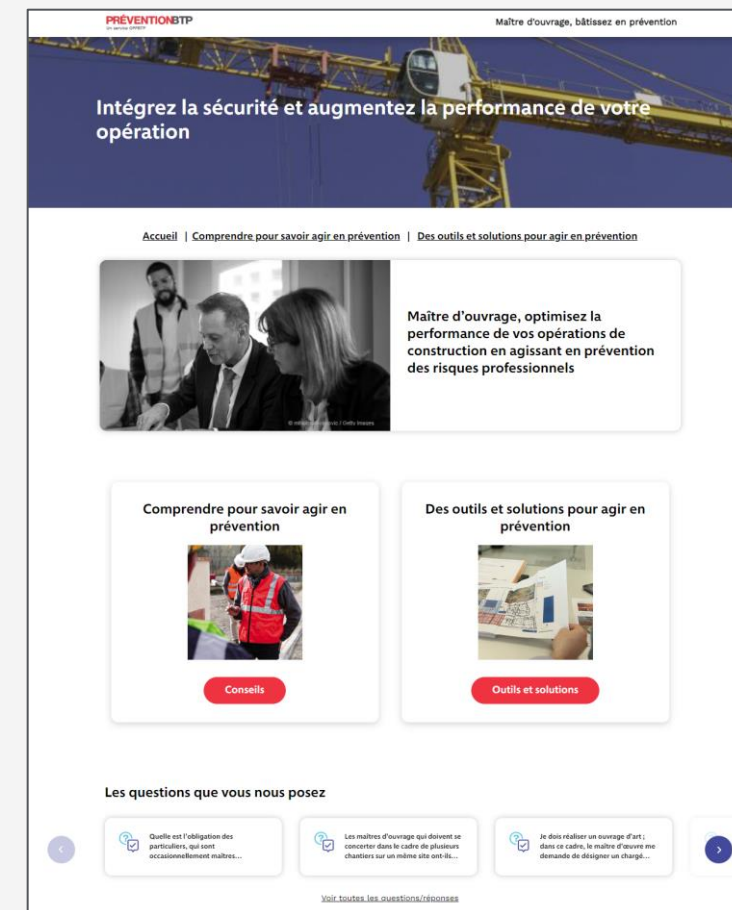 PRÉVENTIONBTP
Un service OPPBTP
Maître d'ouvrage, bâtissez en prévention
Intégrez la sécurité et augmentez la performance de votre
opération
Accueil | Comprendre pour savoir agir en prévention | Des outils et solutions pour agir en prévention
Maître d'ouvrage, optimisez la
performance de vos opérations de
construction en agissant en prévention
des risques professionnels
/ Getty Images
Comprendre pour savoir agir en
prévention
Conseils
Des outils et solutions pour agir en
prévention
Outils et solutions
Les questions que vous nous posez
Quelle est l'obligation des
particuliers, qui sont
occasionnellement maîtres...
Les maîtres d'ouvrage qui doivent se
concerter dans le cadre de plusieurs
chantiers sur un même site ont-ils...
Je dois réaliser un ouvrage d'art ;
dans ce cadre, le maître d'œuvre me
demande de désigner un chargé...
Voir toutes les questions/réponses